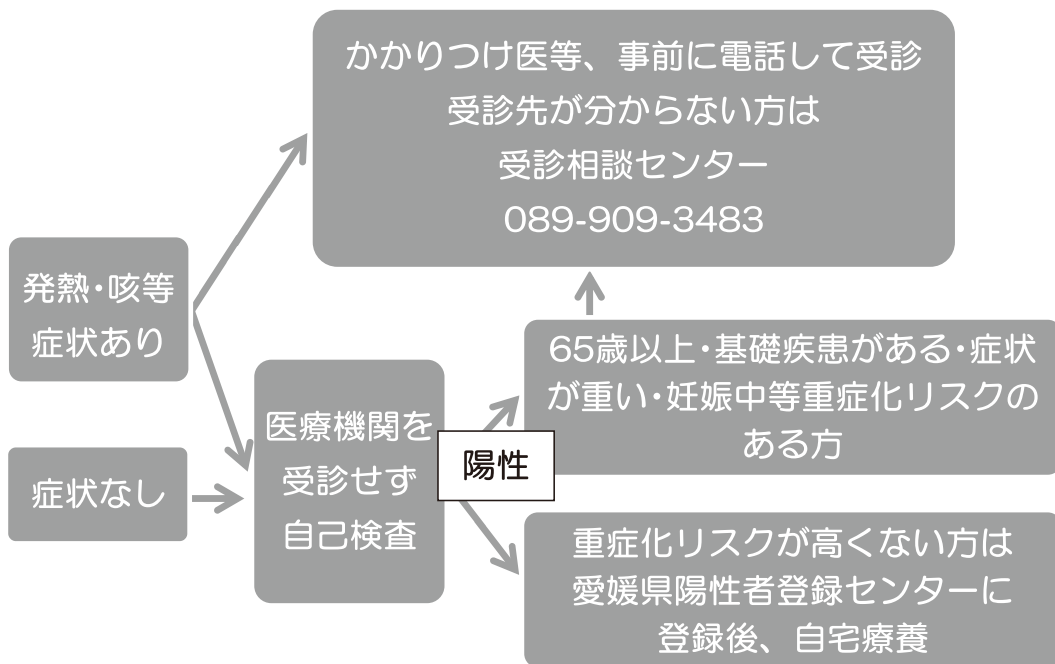 かかりつけ医等、事前に電話して受診
受診先が分からない方は
受診相談センター
089-909-3483
発熱･咳等
症状あり
症状なし
医療機関を
受診せず
自己検査
陽性
65歳以上･基礎疾患がある･症状
が重い･妊娠中等重症化リスクの
ある方
重症化リスクが高くない方は
愛媛県陽性者登録センターに
登録後、自宅療養